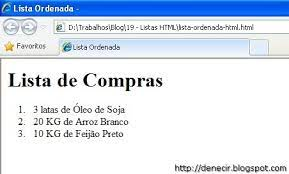 Lista Ordenada -
D:\Trabalhos\Blog\19 - Listas HTML\lista-ordenada-html.html
Favoritos
Lista Ordenada
Lista de Compras
1. 3 latas de Óleo de Soja
2. 20 KG de Arroz Branco
3. 10 KG de Feijão Preto
http://denecir.blogspot.com